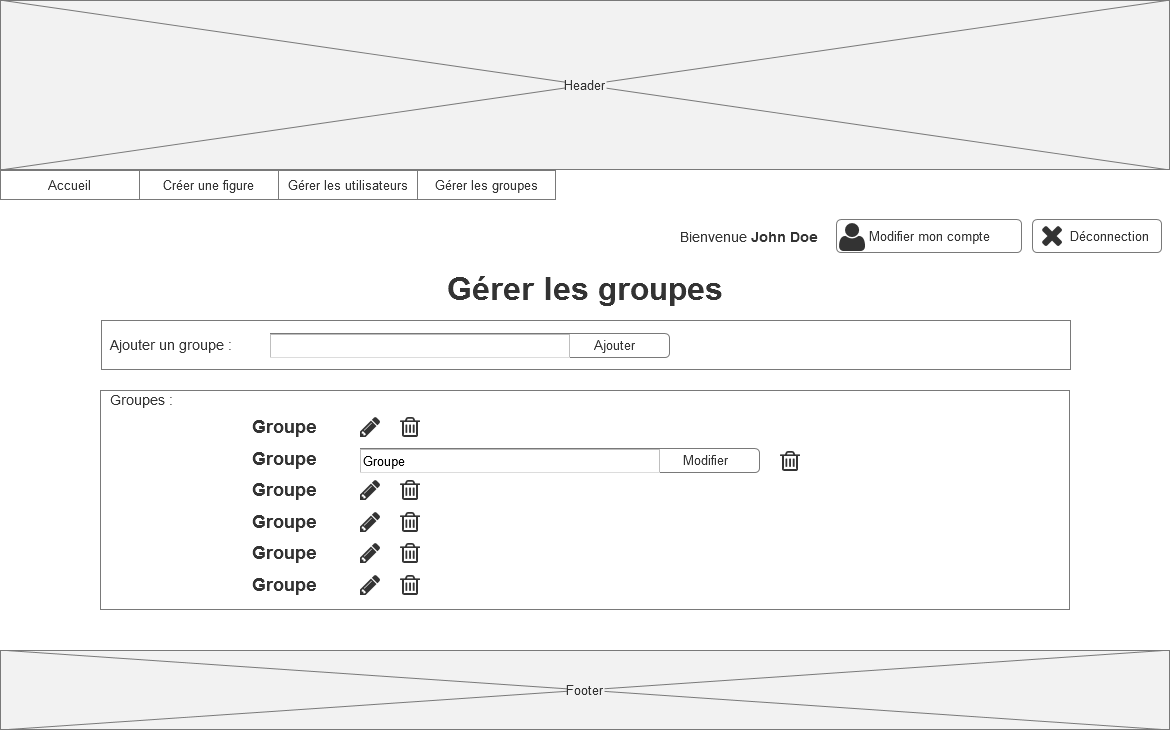 Header
Accueil Créer une figure Gérer les utilisateurs Gérer les groupes
Bienvenue John Doe Modifier mon compte Déconnection
Gérer les groupes
Ajouter un groupe : Ajouter
Groupes :
Groupe
Groupe Groupe Modifier
Groupe
Groupe
Groupe
Groupe
Footer